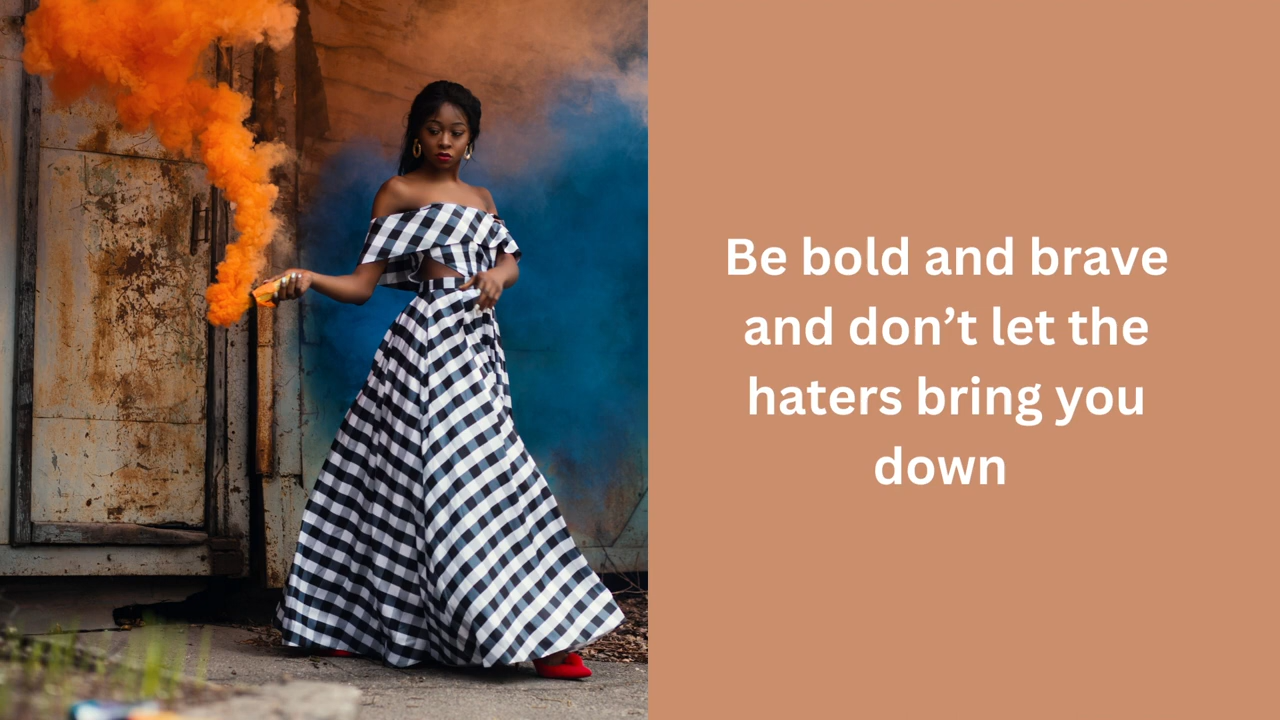 Be bold and brave
and don’t let the
haters bring you
down